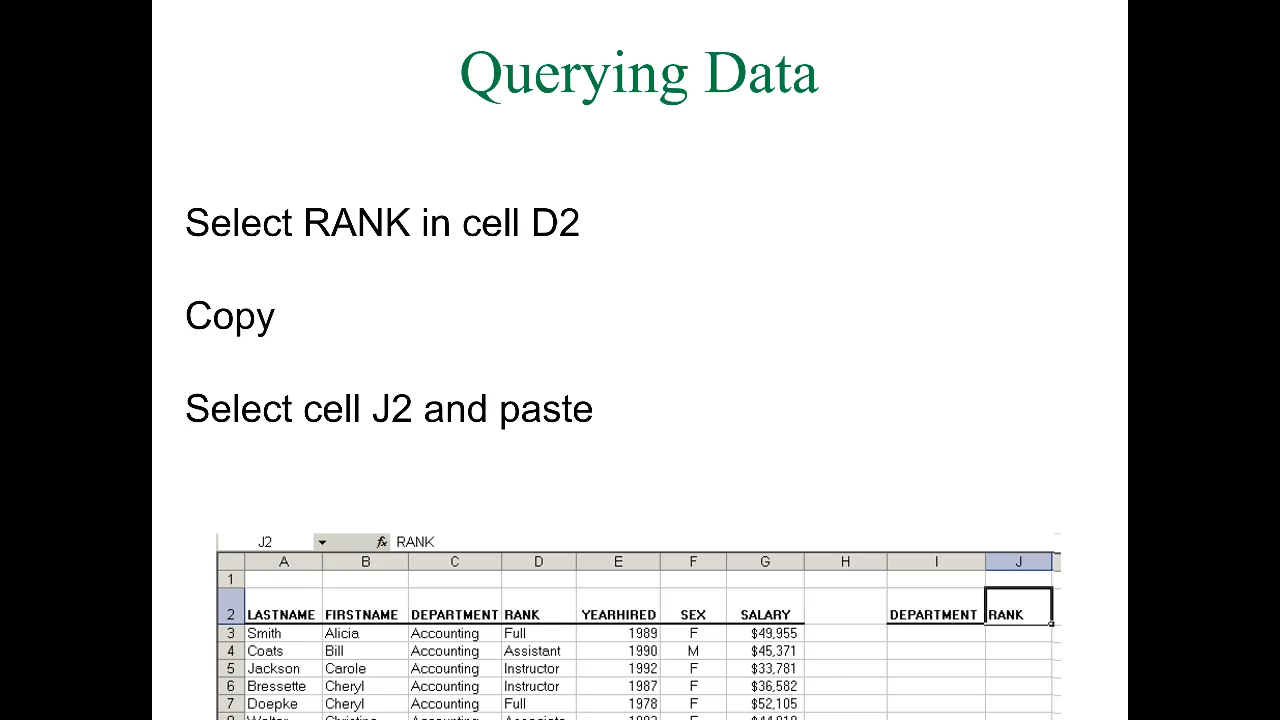 Querying Data
Select RANK in cell D2
Copy
Select cell J2 and paste
J2 fx RANK
A B C D E F G H I J
1
2 LASTNAME FIRSTNAME DEPARTMENT RANK YEARHIRED SEX SALARY DEPARTMENT RANK
3 Smith Alicia Accounting Full 1989 F $49,955
4 Coats Bill Accounting Assistant 1990 M $45,371
5 Jackson Carole Accounting Instructor 1992 F $33,781
6 Bressette Cheryl Accounting Instructor 1987 F $36,582
7 Doepke Cheryl Accounting Full 1978 F $52,105